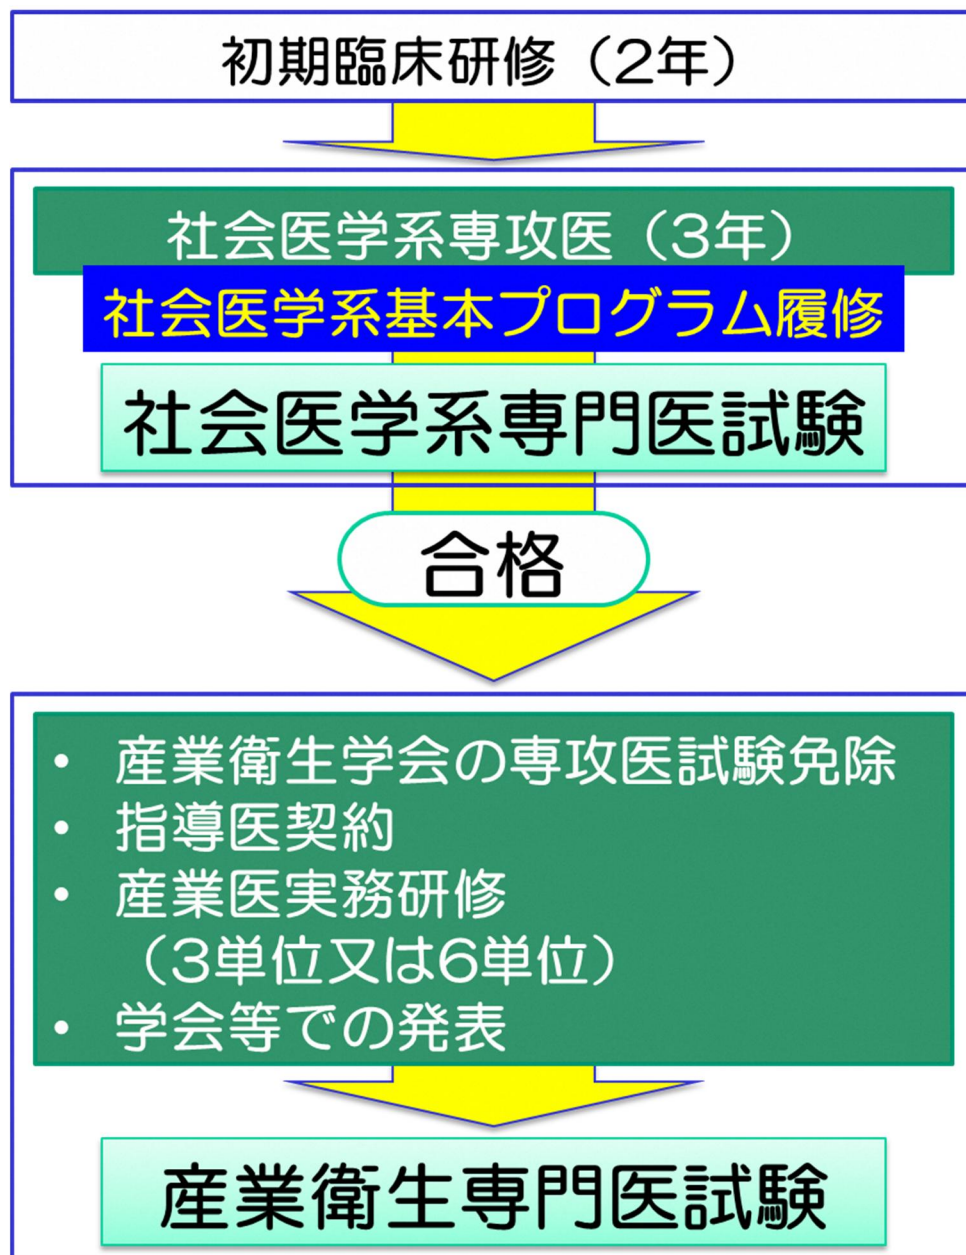 初期臨床研修（2年）
社会医学系専攻医（3年）
社会医学系基本プログラム履修
社会医学系専門医試験
合格
• 産業衛生学会の専攻医試験免除
• 指導医契約
• 産業医実務研修
（3単位又は6単位）
• 学会等での発表
産業衛生専門医試験